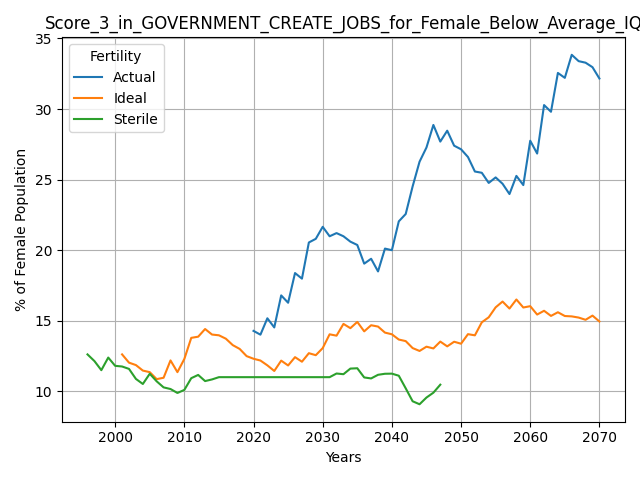 Score_3_in_GOVERNMENT_CREATE_JOBS_for_Female_Below_Average_IQ
Fertility
Actual
Ideal
Sterile
% of Female Population
35
30
25
20
15
10
2000 2010 2020 2030 2040 2050 2060 2070
Years